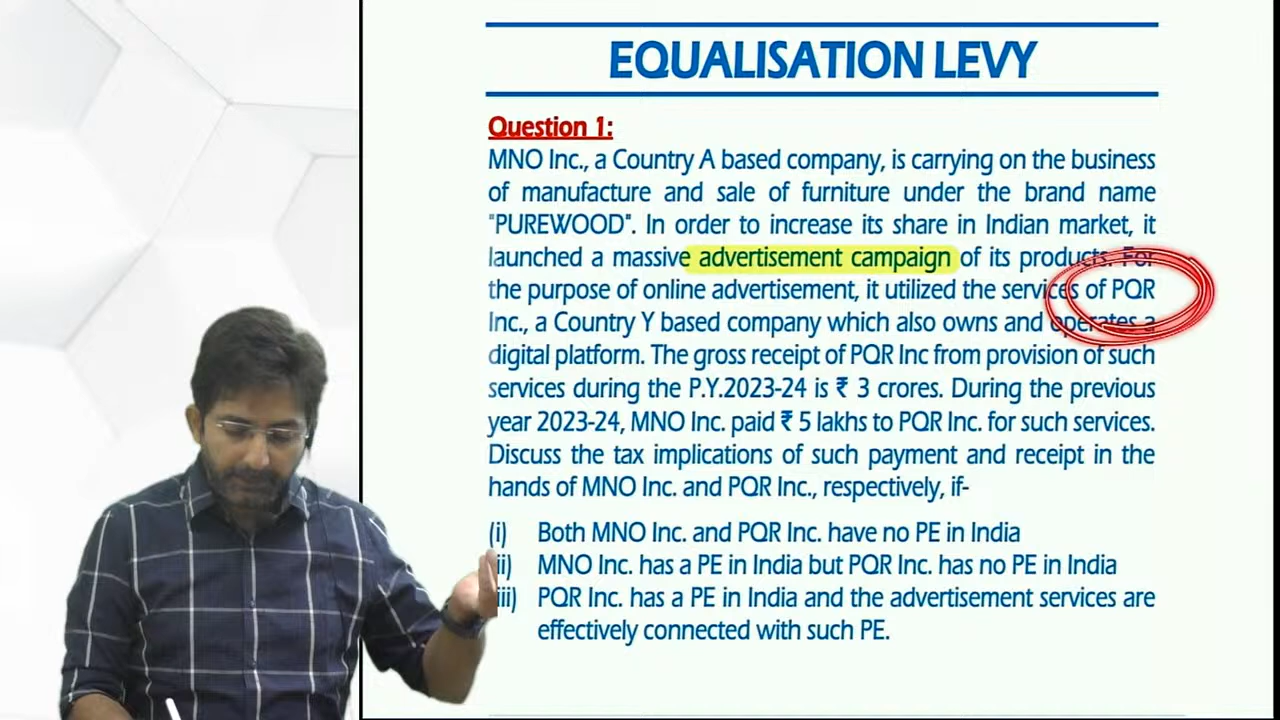 EQUALISATION LEVY
Question 1:
MNO Inc., a Country A based company, is carrying on the business
of manufacture and sale of furniture under the brand name
"PUREWOOD". In order to increase its share in Indian market, it
launched a massive advertisement campaign of its products. For
the purpose of online advertisement, it utilized the services of PQR
Inc., a Country Y based company which also owns and operates a
digital platform. The gross receipt of PQR Inc from provision of such
services during the P.Y.2023-24 is ₹ 3 crores. During the previous
year 2023-24, MNO Inc. paid ₹ 5 lakhs to PQR Inc. for such services.
Discuss the tax implications of such payment and receipt in the
hands of MNO Inc. and PQR Inc., respectively, if-
(i) Both MNO Inc. and PQR Inc. have no PE in India
ii) MNO Inc. has a PE in India but PQR Inc. has no PE in India
iii) PQR Inc. has a PE in India and the advertisement services are
effectively connected with such PE.